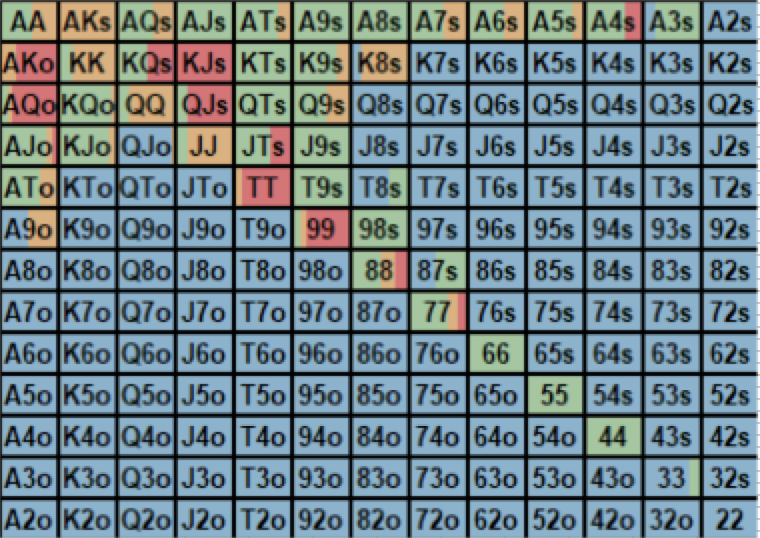 AA AKs AQs AJs ATs A9s A8s A7s A6s A5s A4s A3s A2s
AKo KK KQs KJs KTs K9s K8s K7s K6s K5s K4s K3s K2s
AQo KQo QQ QJs QTs Q9s Q8s Q7s Q6s Q5s Q4s Q3s Q2s
AJo KJo QJo JJ JTs J9s J8s J7s J6s J5s J4s J3s J2s
ATo KTo QTo JTo TT T9s T8s T7s T6s T5s T4s T3s T2s
A9o K9o Q9o J9o T9o 99 98s 97s 96s 95s 94s 93s 92s
A8o K8o Q8o J8o T8o 98o 88 87s 86s 85s 84s 83s 82s
A7o K7o Q7o J7o T7o 97o 87o 77 76s 75s 74s 73s 72s
A6o K6o Q6o J6o T6o 96o 86o 76o 66 65s 64s 63s 62s
A5o K5o Q5o J5o T5o 95o 85o 75o 65o 55 54s 53s 52s
A4o K4o Q4o J4o T4o 94o 84o 74o 64o 54o 44 43s 42s
A3o K3o Q3o J3o T3o 93o 83o 73o 63o 53o 43o 33 32s
A2o K2o Q2o J2o T2o 92o 82o 72o 62o 52o 42o 32o 22